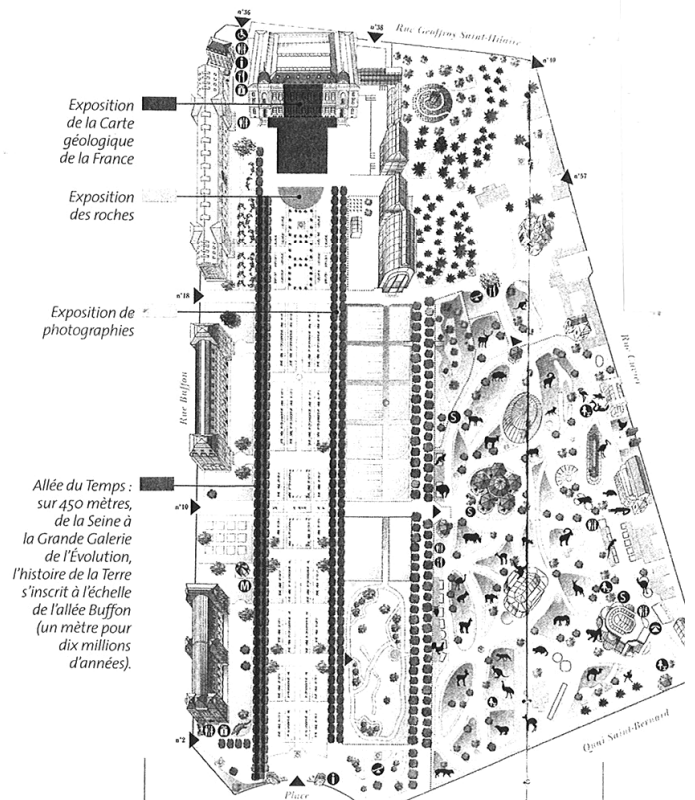 n°36
n°38
Rue Geoffroy Saint-Hilaire
Exposition
de la Carte
géologique
de la France
n°57
Exposition
des roches
n°18
Exposition de
photographies
Rue Cuvier
Rue Buffon
S
Allée du Temps :
sur 450 mètres,
de la Seine à
la Grande Galerie
de l'Évolution,
l'histoire de la Terre
s'inscrit à l'échelle
de l'allée Buffon
(un mètre pour
dix millions
d'années).
n°10
S
M
S
n°2
Quai Saint-Bernard
Place